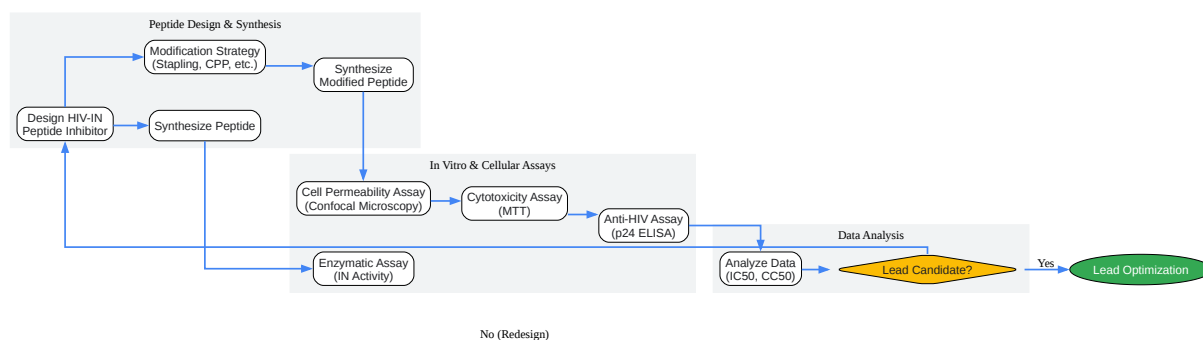 Peptide Design & Synthesis
Modification Strategy
(Stapling, CPP, etc.)
Synthesize
Modified Peptide
Design HIV-IN
Peptide Inhibitor
Synthesize Peptide
In Vitro & Cellular Assays
Cell Permeability Assay
(Confocal Microscopy)
Cytotoxicity Assay
(MTT)
Anti-HIV Assay
(p24 ELISA)
Enzymatic Assay
(IN Activity)
Data Analysis
Analyze Data
(IC50, CC50)
Lead Candidate?
Yes
Lead Optimization
No (Redesign)